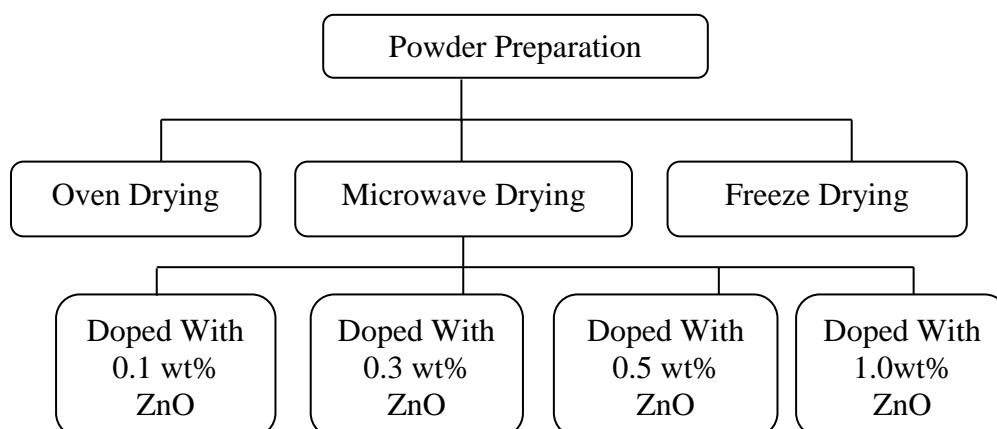 Powder Preparation
Oven Drying
Microwave Drying
Freeze Drying
Doped With
0.1 wt%
ZnO
Doped With
0.3 wt%
ZnO
Doped With
0.5 wt%
ZnO
Doped With
1.0wt%
ZnO